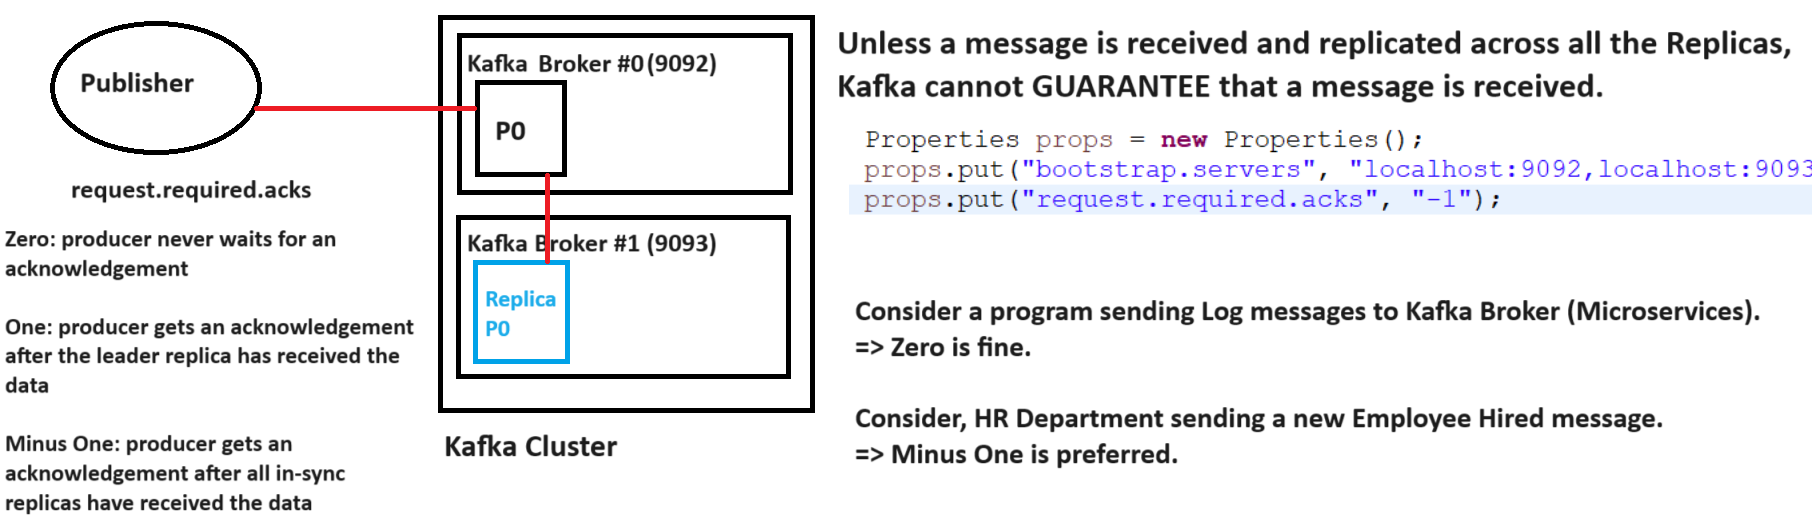 Publisher
request.required.acks
Zero: producer never waits for an
acknowledgement
One: producer gets an acknowledgement
after the leader replica has received the
data
Minus One: producer gets an
acknowledgement after all in-sync
replicas have received the data
Kafka Broker #0(9092)
P0
Kafka Broker #1 (9093)
Replica
P0
Kafka Cluster
Unless a message is received and replicated across all the Replicas,
Kafka cannot GUARANTEE that a message is received.
Properties props = new Properties();
props.put("bootstrap.servers", "localhost:9092,localhost:9093
props.put("request.required.acks", "-1");
Consider a program sending Log messages to Kafka Broker (Microservices).
=> Zero is fine.
Consider, HR Department sending a new Employee Hired message.
=> Minus One is preferred.